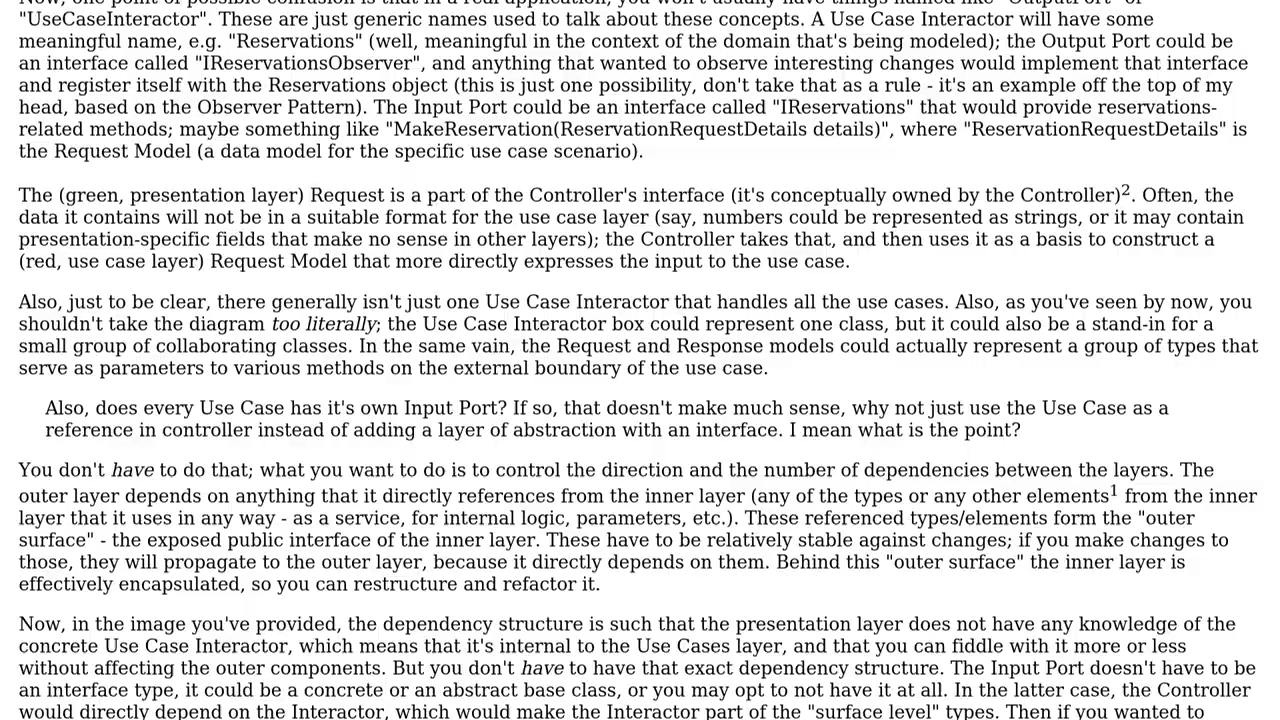 Now, one point of possible confusion is that in a real application, you won't usually have things named like "OutputPort" or
"UseCaseInteractor". These are just generic names used to talk about these concepts. A Use Case Interactor will have some
meaningful name, e.g. "Reservations" (well, meaningful in the context of the domain that's being modeled); the Output Port could be
an interface called "IReservationsObserver", and anything that wanted to observe interesting changes would implement that interface
and register itself with the Reservations object (this is just one possibility, don't take that as a rule - it's an example off the top of my
head, based on the Observer Pattern). The Input Port could be an interface called "IReservations" that would provide reservations-
related methods; maybe something like "MakeReservation(ReservationRequestDetails details)", where "ReservationRequestDetails" is
the Request Model (a data model for the specific use case scenario).
The (green, presentation layer) Request is a part of the Controller's interface (it's conceptually owned by the Controller)2. Often, the
data it contains will not be in a suitable format for the use case layer (say, numbers could be represented as strings, or it may contain
presentation-specific fields that make no sense in other layers); the Controller takes that, and then uses it as a basis to construct a
(red, use case layer) Request Model that more directly expresses the input to the use case.
Also, just to be clear, there generally isn't just one Use Case Interactor that handles all the use cases. Also, as you've seen by now, you
shouldn't take the diagram too literally; the Use Case Interactor box could represent one class, but it could also be a stand-in for a
small group of collaborating classes. In the same vain, the Request and Response models could actually represent a group of types that
serve as parameters to various methods on the external boundary of the use case.
Also, does every Use Case has it's own Input Port? If so, that doesn't make much sense, why not just use the Use Case as a
reference in controller instead of adding a layer of abstraction with an interface. I mean what is the point?
You don't have to do that; what you want to do is to control the direction and the number of dependencies between the layers. The
outer layer depends on anything that it directly references from the inner layer (any of the types or any other elements1 from the inner
layer that it uses in any way - as a service, for internal logic, parameters, etc.). These referenced types/elements form the "outer
surface" - the exposed public interface of the inner layer. These have to be relatively stable against changes; if you make changes to
those, they will propagate to the outer layer, because it directly depends on them. Behind this "outer surface" the inner layer is
effectively encapsulated, so you can restructure and refactor it.
Now, in the image you've provided, the dependency structure is such that the presentation layer does not have any knowledge of the
concrete Use Case Interactor, which means that it's internal to the Use Cases layer, and that you can fiddle with it more or less
without affecting the outer components. But you don't have to have that exact dependency structure. The Input Port doesn't have to be
an interface type, it could be a concrete or an abstract base class, or you may opt to not have it at all. In the latter case, the Controller
would directly depend on the Interactor, which would make the Interactor part of the "surface level" types. Then if you wanted to